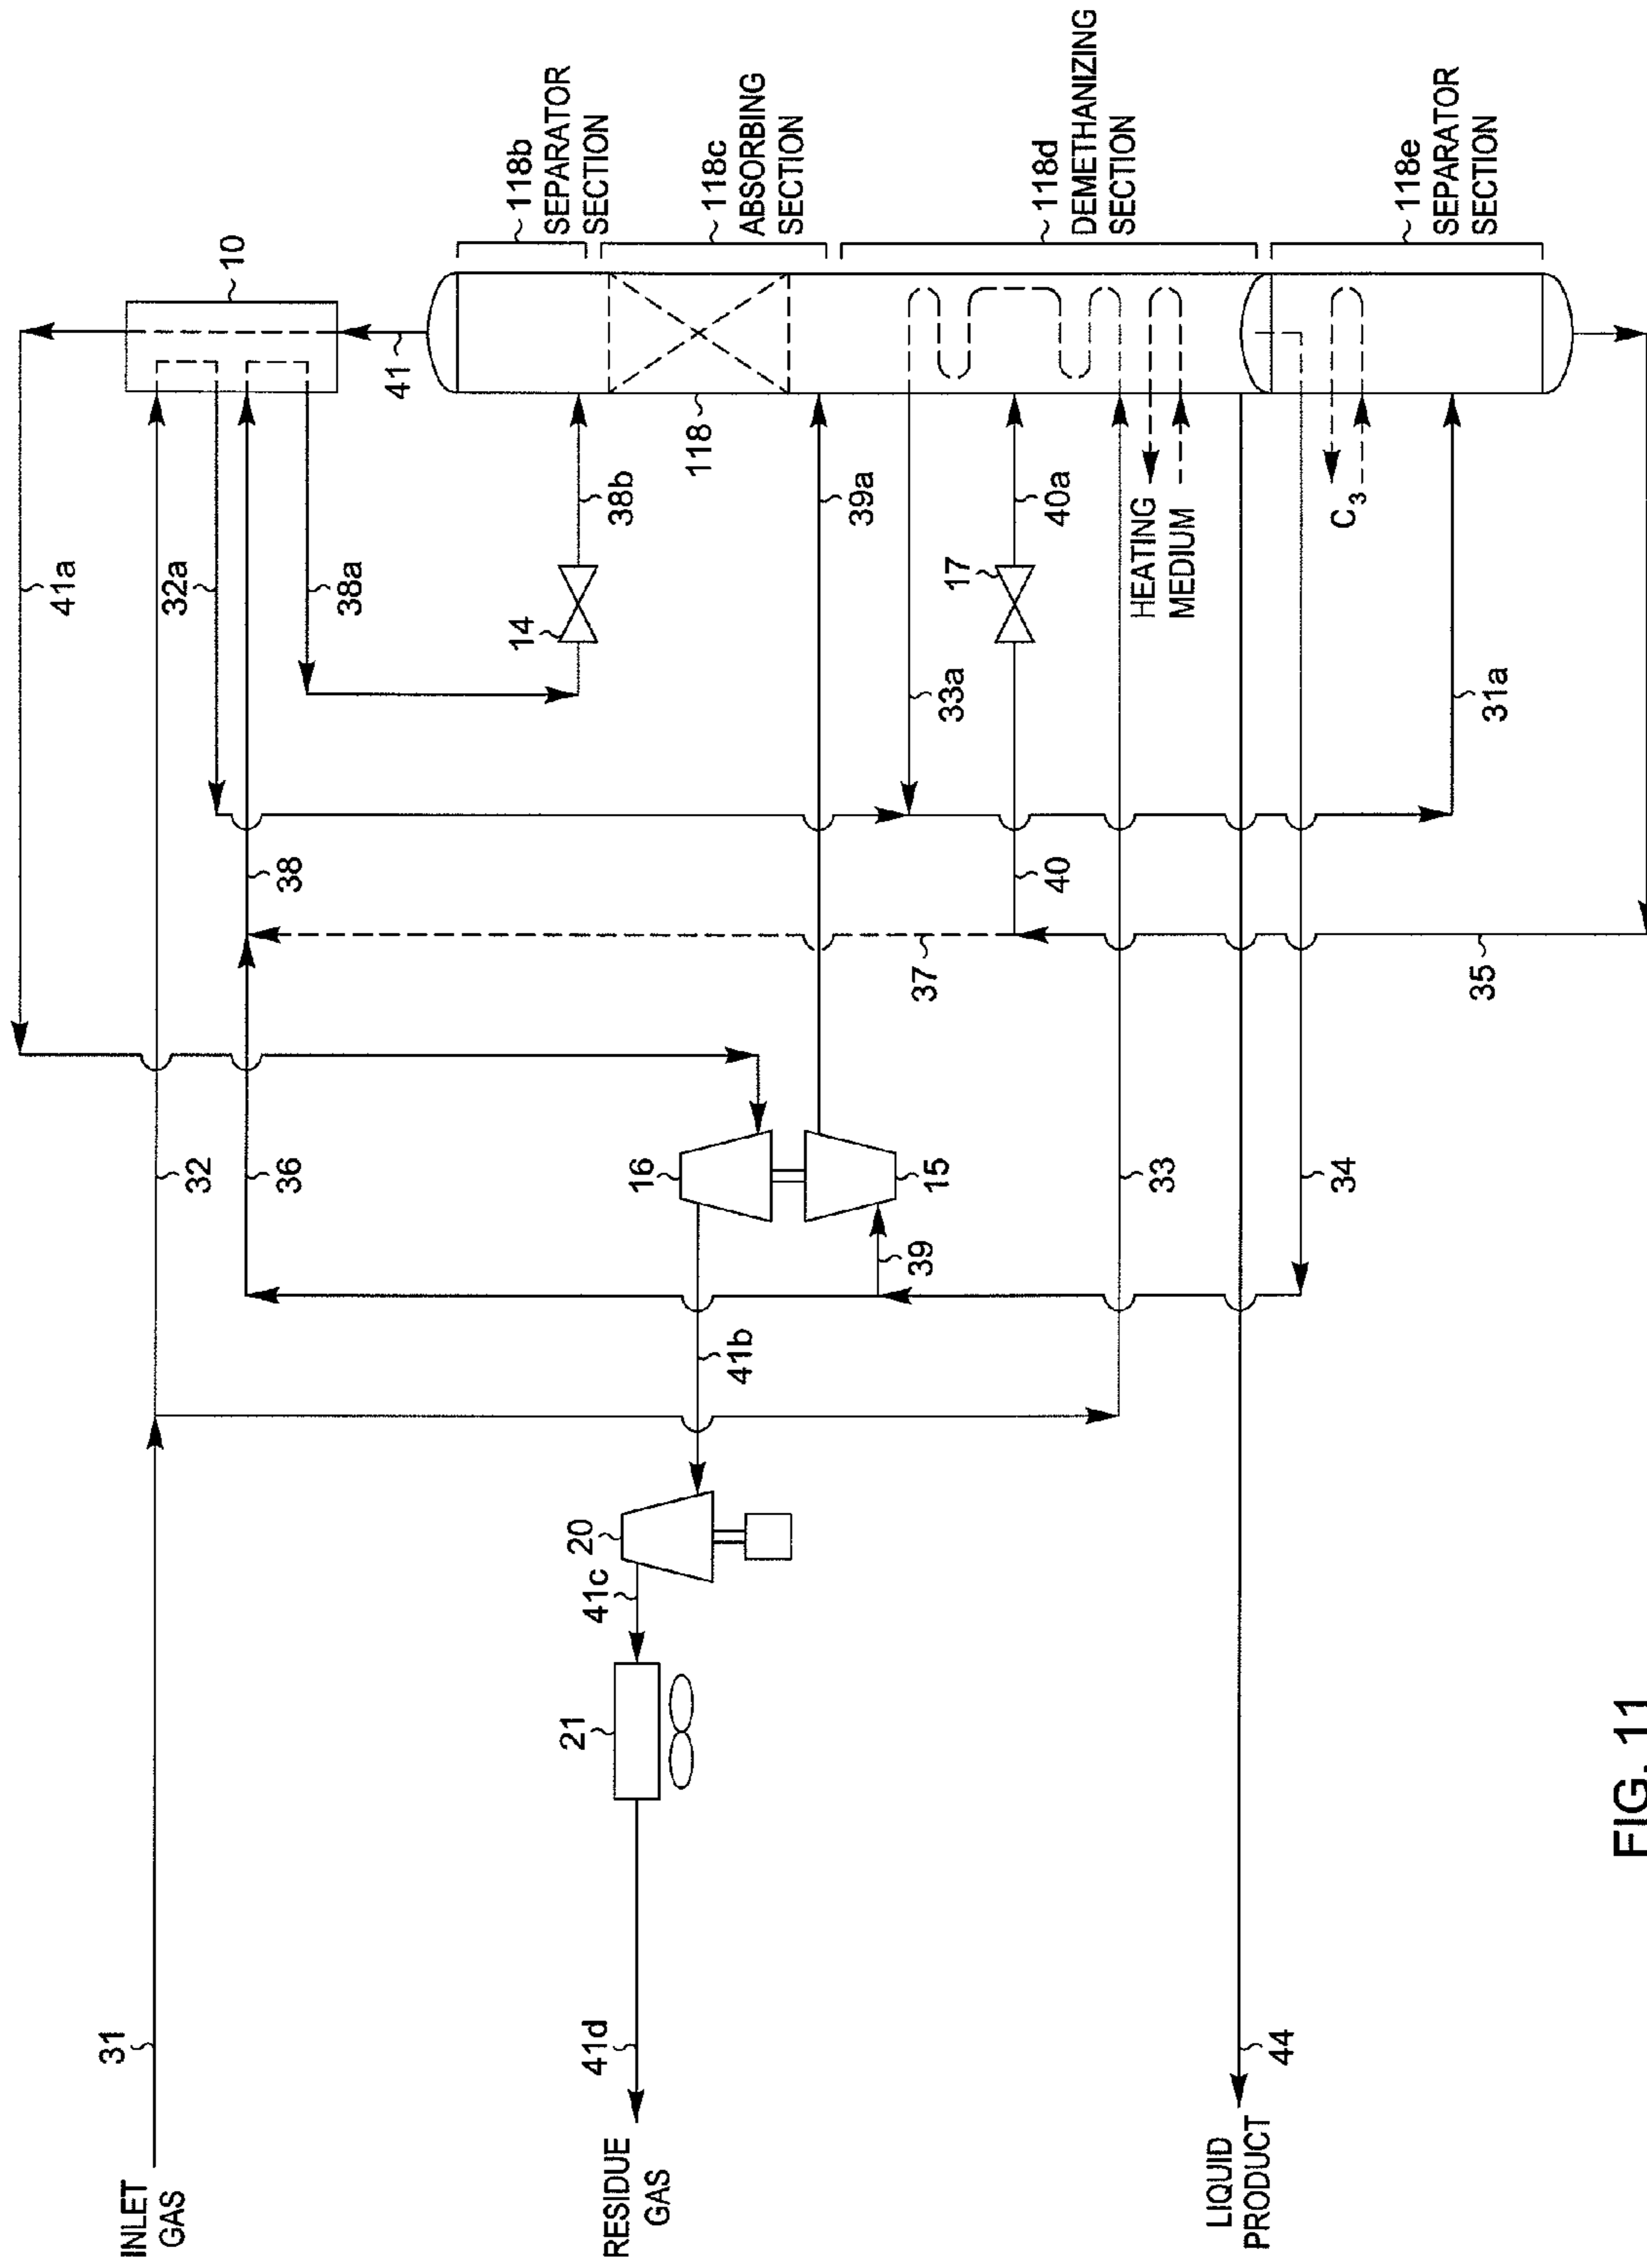 INLET
GAS
31
32
41a
32a
38a
10
41
36
38
118b
SEPARATOR
SECTION
14
38b
118c
ABSORBING
SECTION
118
RESIDUE
GAS
41d
21
41c
20
41b
16
15
39
39a
37
33a
40
17
40a
118d
DEMETHANIZING
SECTION
33
HEATING
MEDIUM
LIQUID
PRODUCT
44
34
C3
118e
SEPARATOR
SECTION
31a
35
FIG. 11